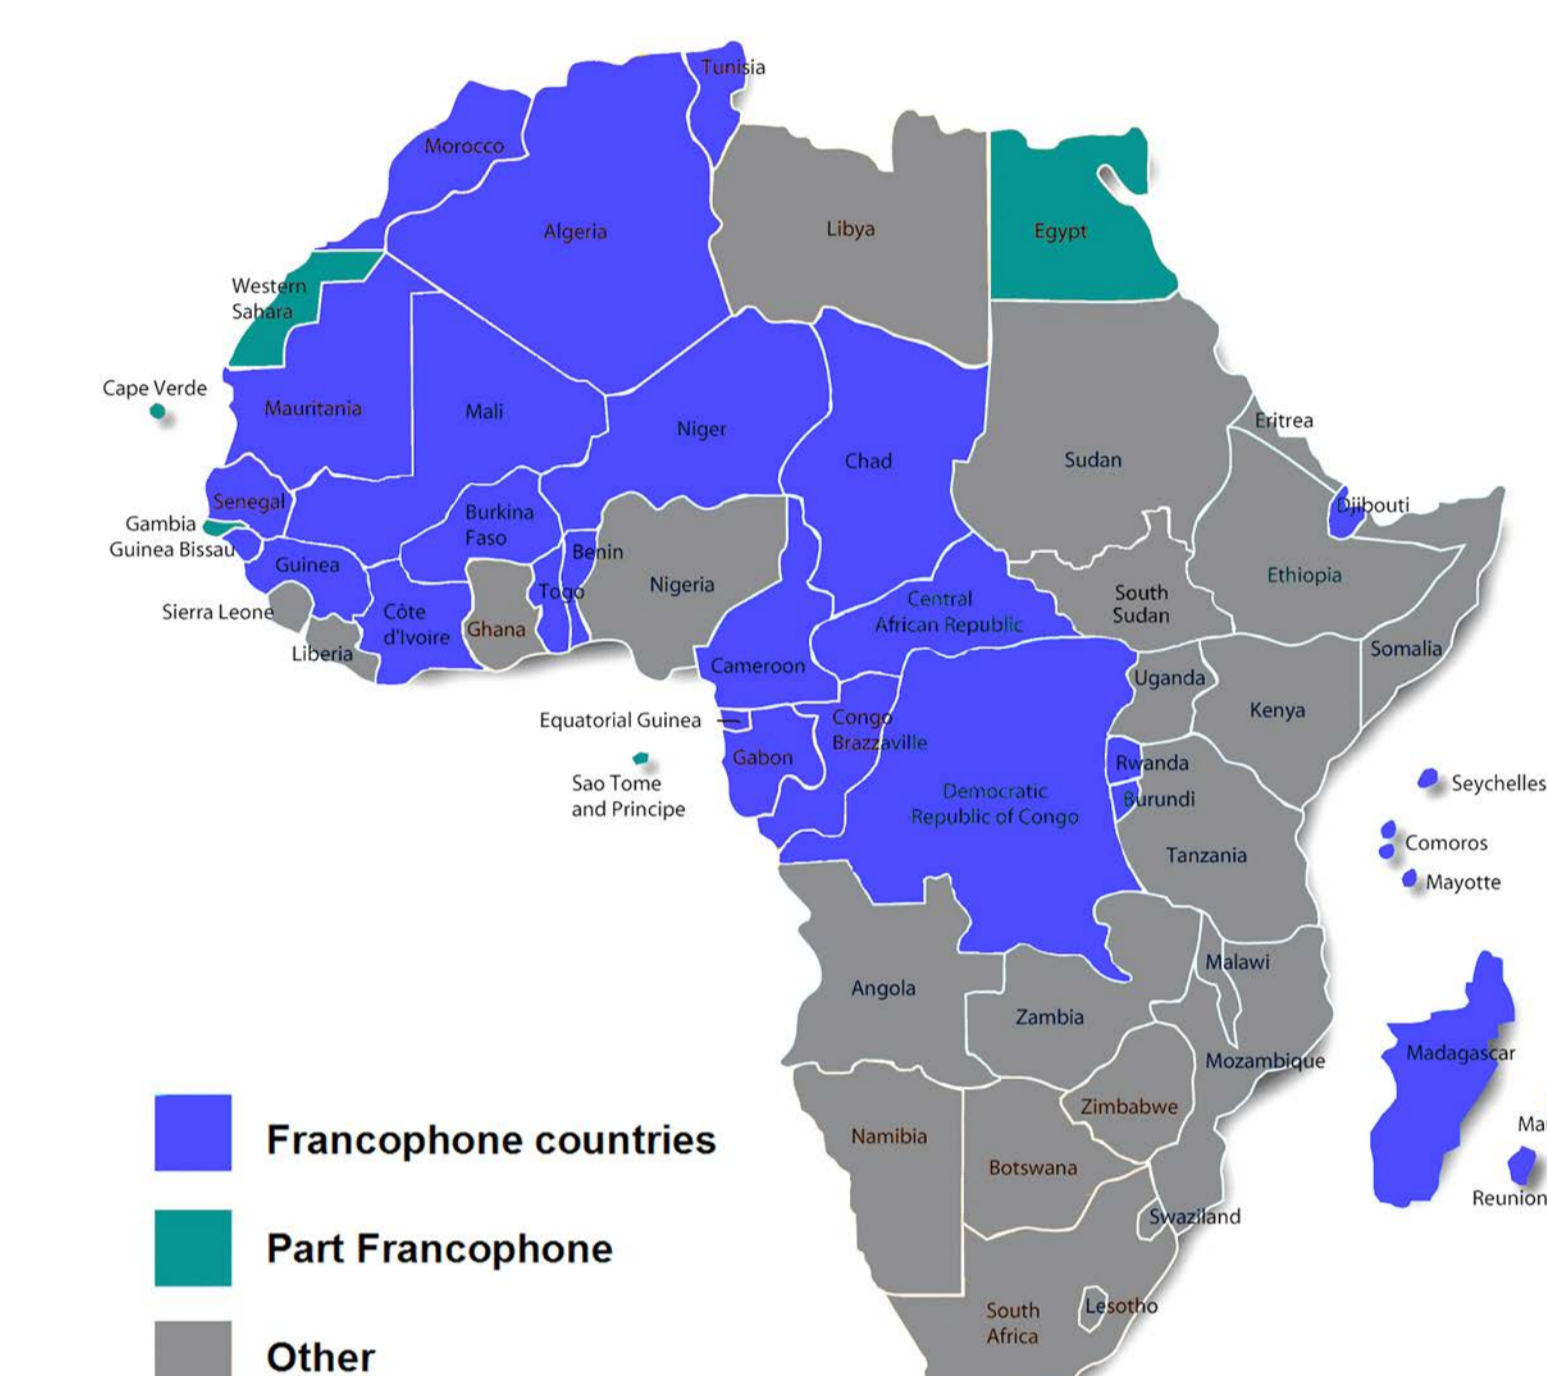 Tunisia
Morocco
Algeria
Libya
Egypt
Western
Sahara
Cape Verde
Mauritania
Mali
Niger
Chad
Sudan
Eritrea
Senegal
Gambia
Guinea Bissau
Burkina
Faso
Djibouti
Guinea
Benin
Togo
Nigeria
Ethiopia
Sierra Leone
Côte
d'Ivoire
Ghana
Central
African Republic
South
Sudan
Liberia
Cameroon
Somalia
Uganda
Kenya
Equatorial Guinea
Congo
Brazzaville
Gabon
Rwanda
Burundi
Sao Tome
and Principe
Democratic
Republic of Congo
Seychelles
Tanzania
Comoros
Mayotte
Angola
Malawi
Zambia
Mozambique
Madagascar
Zimbabwe
Namibia
Botswana
Reunion
Swaziland
South
Africa
Lesotho
Francophone countries
Part Francophone
Other